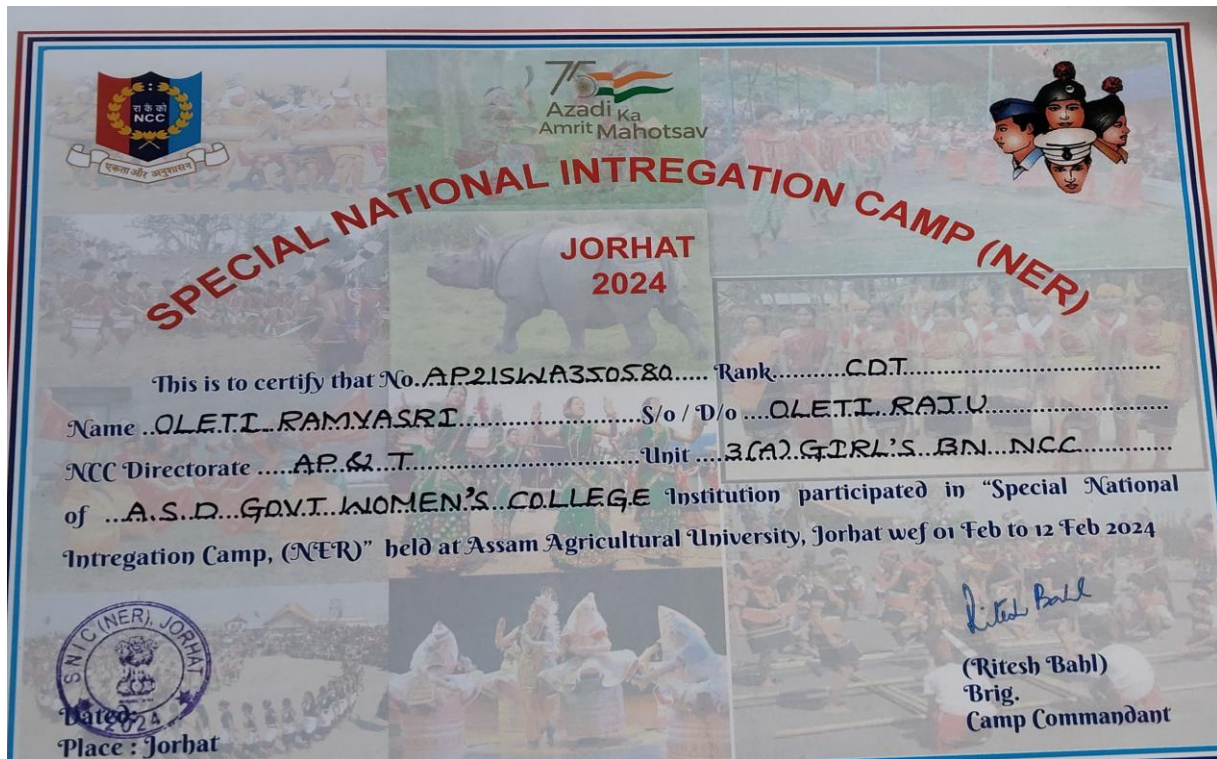 रा कै को
NCC
एकता और अनुशासन
75
Azadi Ka
Amrit Mahotsav
SPECIAL NATIONAL INTREGATION CAMP (NER)
JORHAT
2024
This is to certify that No. AP21SWA350580 Rank CDT
Name OLETI RAMYASRI S/o / D/o OLETI RAJU
NCC Directorate AP & T Unit 3(A) GIRL'S BN NCC
of A.S.D GOVT WOMEN'S COLLEGE Institution participated in "Special National
Intregation Camp, (NER)" held at Assam Agricultural University, Jorhat wef 01 Feb to 12 Feb 2024
Ritesh Bahl
(Ritesh Bahl)
Brig.
Camp Commandant
SNIC (NER), JORHAT
2024
Dated:
Place : Jorhat